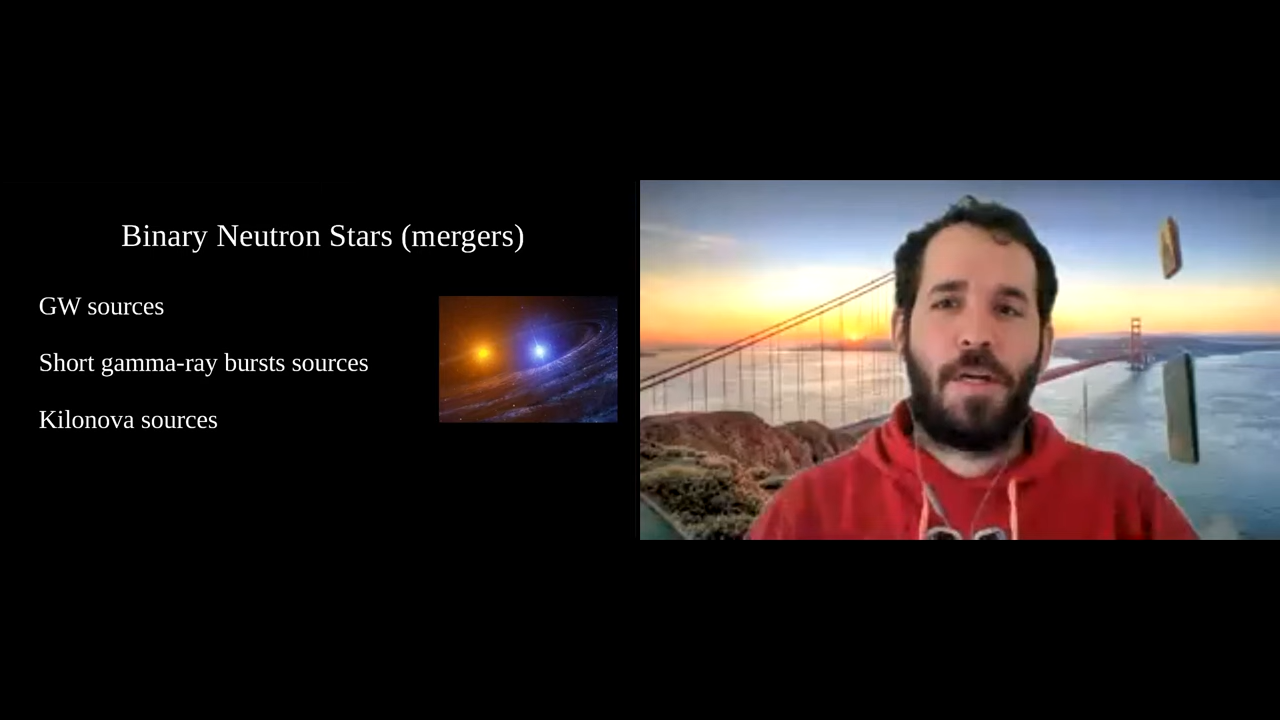 Binary Neutron Stars (mergers)
GW sources
Short gamma-ray bursts sources
Kilonova sources